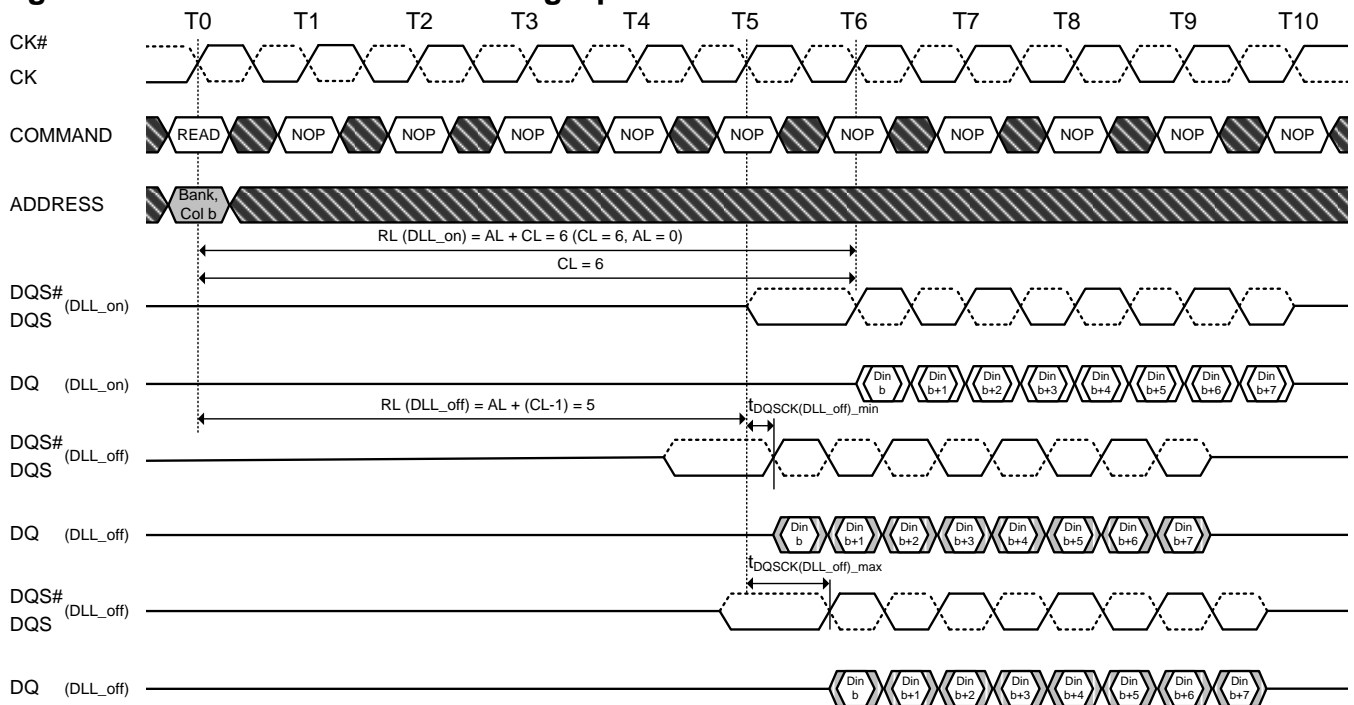 T0 T1 T2 T3 T4 T5 T6 T7 T8 T9 T10
CK#
CK
COMMAND READ NOP NOP NOP NOP NOP NOP NOP NOP NOP NOP
ADDRESS
Bank,
Col b
RL (DLL_on) = AL + CL = 6 (CL = 6, AL = 0)
CL = 6
DQS#
(DLL_on)
DQS
DQ (DLL_on)
Din Din Din Din Din Din Din Din
b b+1 b+2 b+3 b+4 b+5 b+6 b+7
RL (DLL_off) = AL + (CL-1) = 5
tDQSCK(DLL_off)_min
DQS#
(DLL_off)
DQS
DQ (DLL_off)
Din Din Din Din Din Din Din Din
b b+1 b+2 b+3 b+4 b+5 b+6 b+7
tDQSCK(DLL_off)_max
DQS#
(DLL_off)
DQS
DQ (DLL_off)
Din Din Din Din Din Din Din Din
b b+1 b+2 b+3 b+4 b+5 b+6 b+7